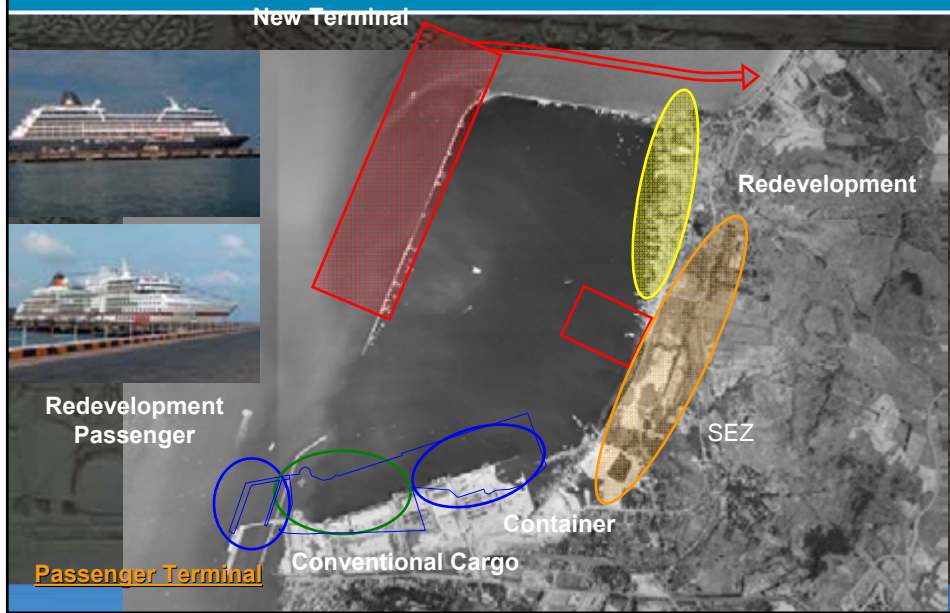 New Terminal
Redevelopment
Redevelopment
Passenger
SEZ
Container
Conventional Cargo
Passenger Terminal